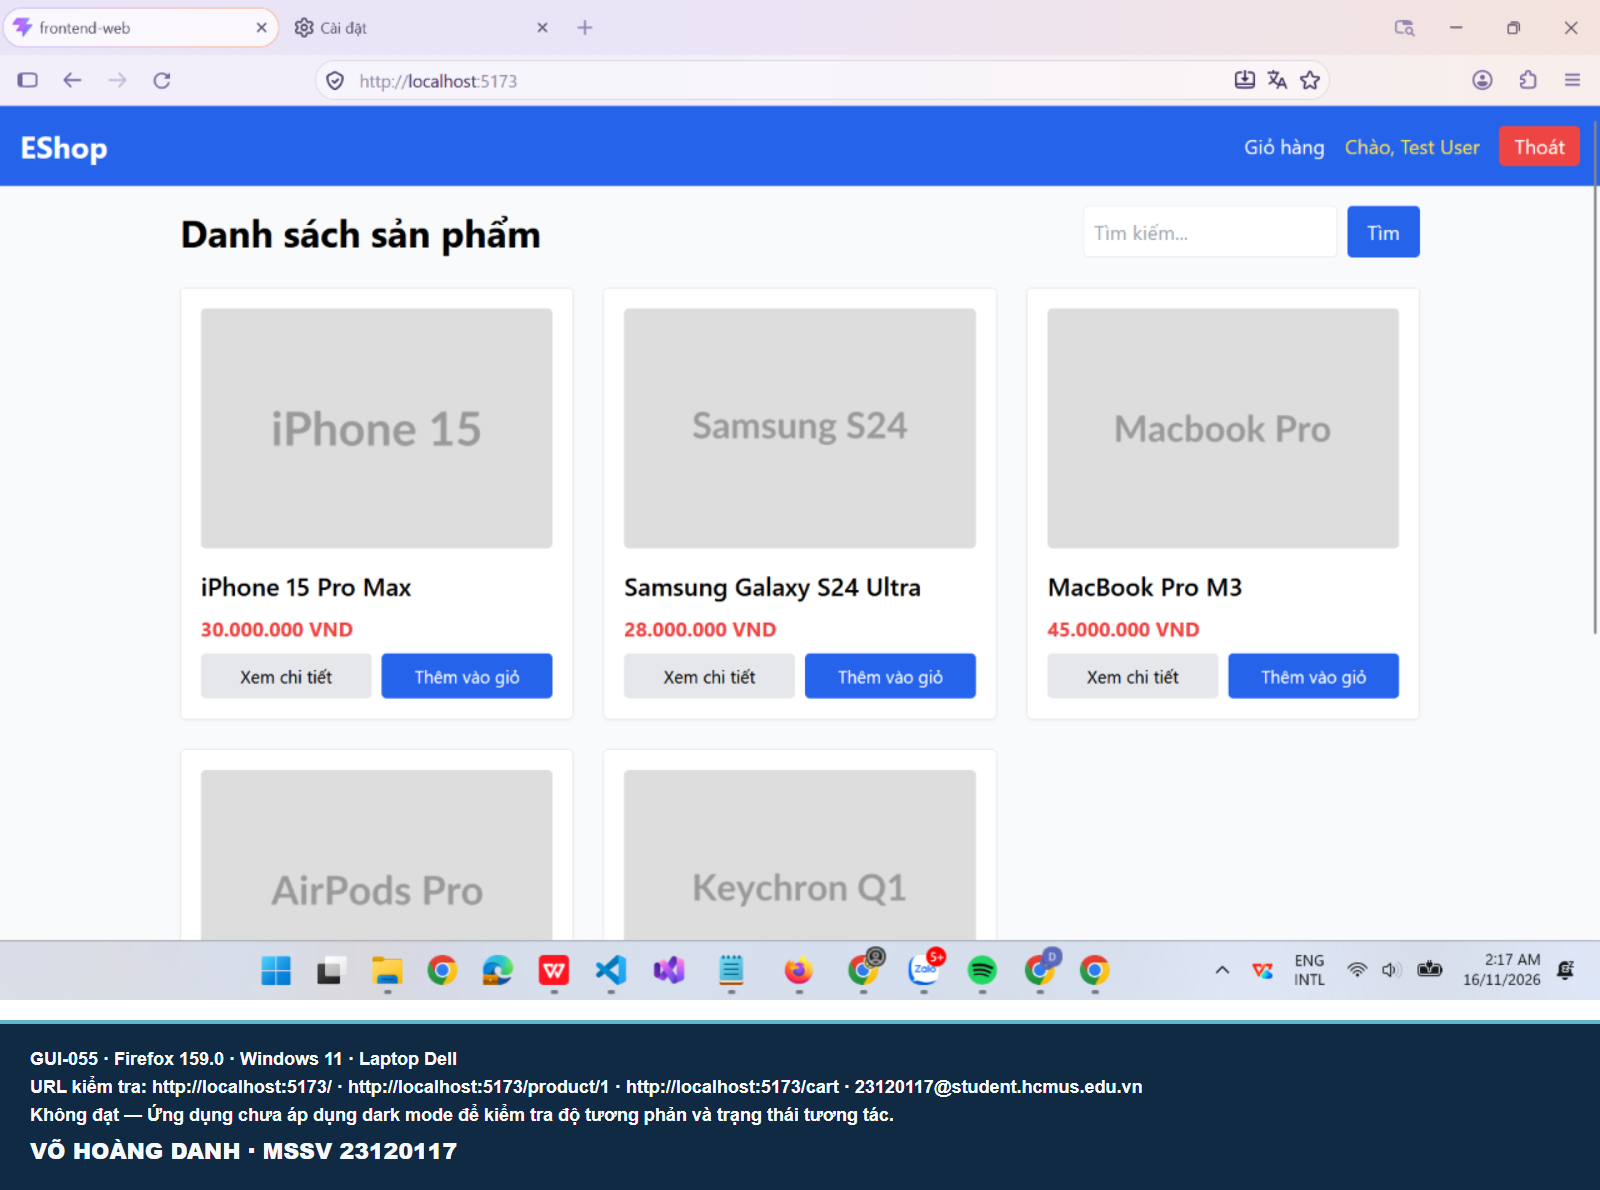 frontend-web
Cài đặt
http://localhost:5173
EShop
Giỏ hàng
Chào, Test User
Thoát
Danh sách sản phẩm
Tìm kiếm...
Tìm
iPhone 15
Samsung S24
Macbook Pro
iPhone 15 Pro Max
Samsung Galaxy S24 Ultra
MacBook Pro M3
30.000.000 VND
28.000.000 VND
45.000.000 VND
Xem chi tiết
Thêm vào giỏ
Xem chi tiết
Thêm vào giỏ
Xem chi tiết
Thêm vào giỏ
AirPods Pro
Keychron Q1
Zalo
5+
D
ENG
INTL
2:17 AM
16/11/2026
GUI-055 · Firefox 159.0 · Windows 11 · Laptop Dell
URL kiểm tra: http://localhost:5173/ · http://localhost:5173/product/1 · http://localhost:5173/cart · 23120117@student.hcmus.edu.vn
Không đạt — Ứng dụng chưa áp dụng dark mode để kiểm tra độ tương phản và trạng thái tương tác.
VÕ HOÀNG DANH · MSSV 23120117